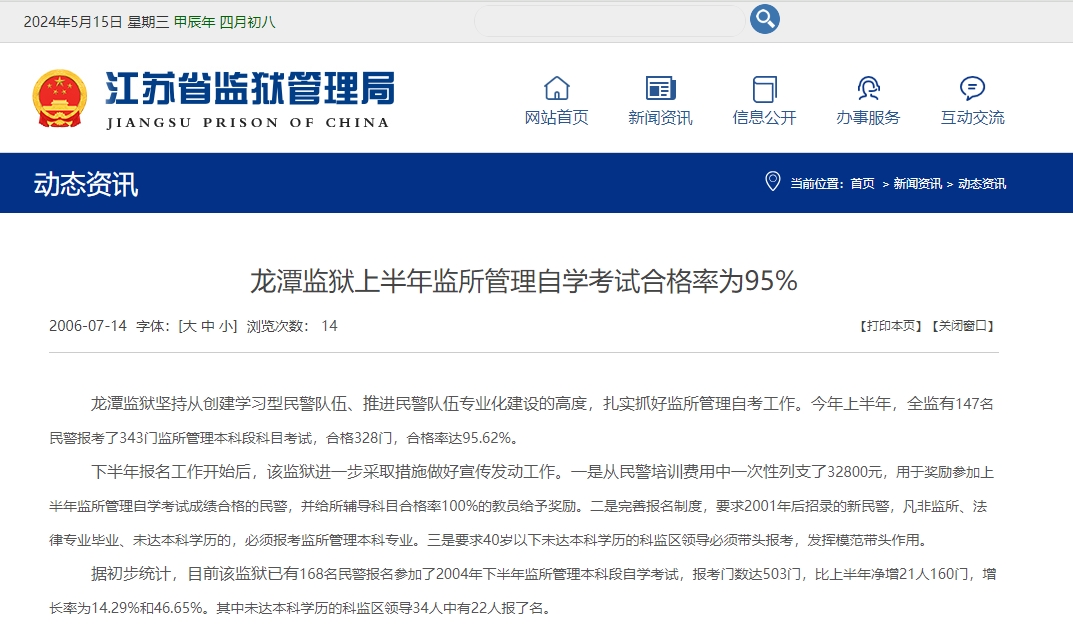 2024年5月15日 星期三 甲辰年 四月初八
江苏省监狱管理局
JIANGSU PRISON OF CHINA
网站首页 新闻资讯 信息公开 办事服务 互动交流
动态资讯
当前位置：首页 > 新闻资讯 > 动态资讯
龙潭监狱上半年监所管理自学考试合格率为95%
2006-07-14 字体：[大 中 小] 浏览次数： 14
【打印本页】【关闭窗口】
龙潭监狱坚持从创建学习型民警队伍、推进民警队伍专业化建设的高度，扎实抓好监所管理自考工作。今年上半年，全监有147名
民警报考了343门监所管理本科段科目考试，合格328门，合格率达95.62%。
下半年报名工作开始后，该监狱进一步采取措施做好宣传发动工作。一是从民警培训费用中一次性列支了32800元，用于奖励参加上
半年监所管理自学考试成绩合格的民警，并给所辅导科目合格率100%的教员给予奖励。二是完善报名制度，要求2001年后招录的新民警，凡非监所、法
律专业毕业、未达本科学历的，必须报考监所管理本科专业。三是要求40岁以下未达本科学历的科监区领导必须带头报考，发挥模范带头作用。
据初步统计，目前该监狱已有168名民警报名参加了2004年下半年监所管理本科段自学考试，报考门数达503门，比上半年净增21人160门，增
长率为14.29%和46.65%。其中未达本科学历的科监区领导34人中有22人报了名。